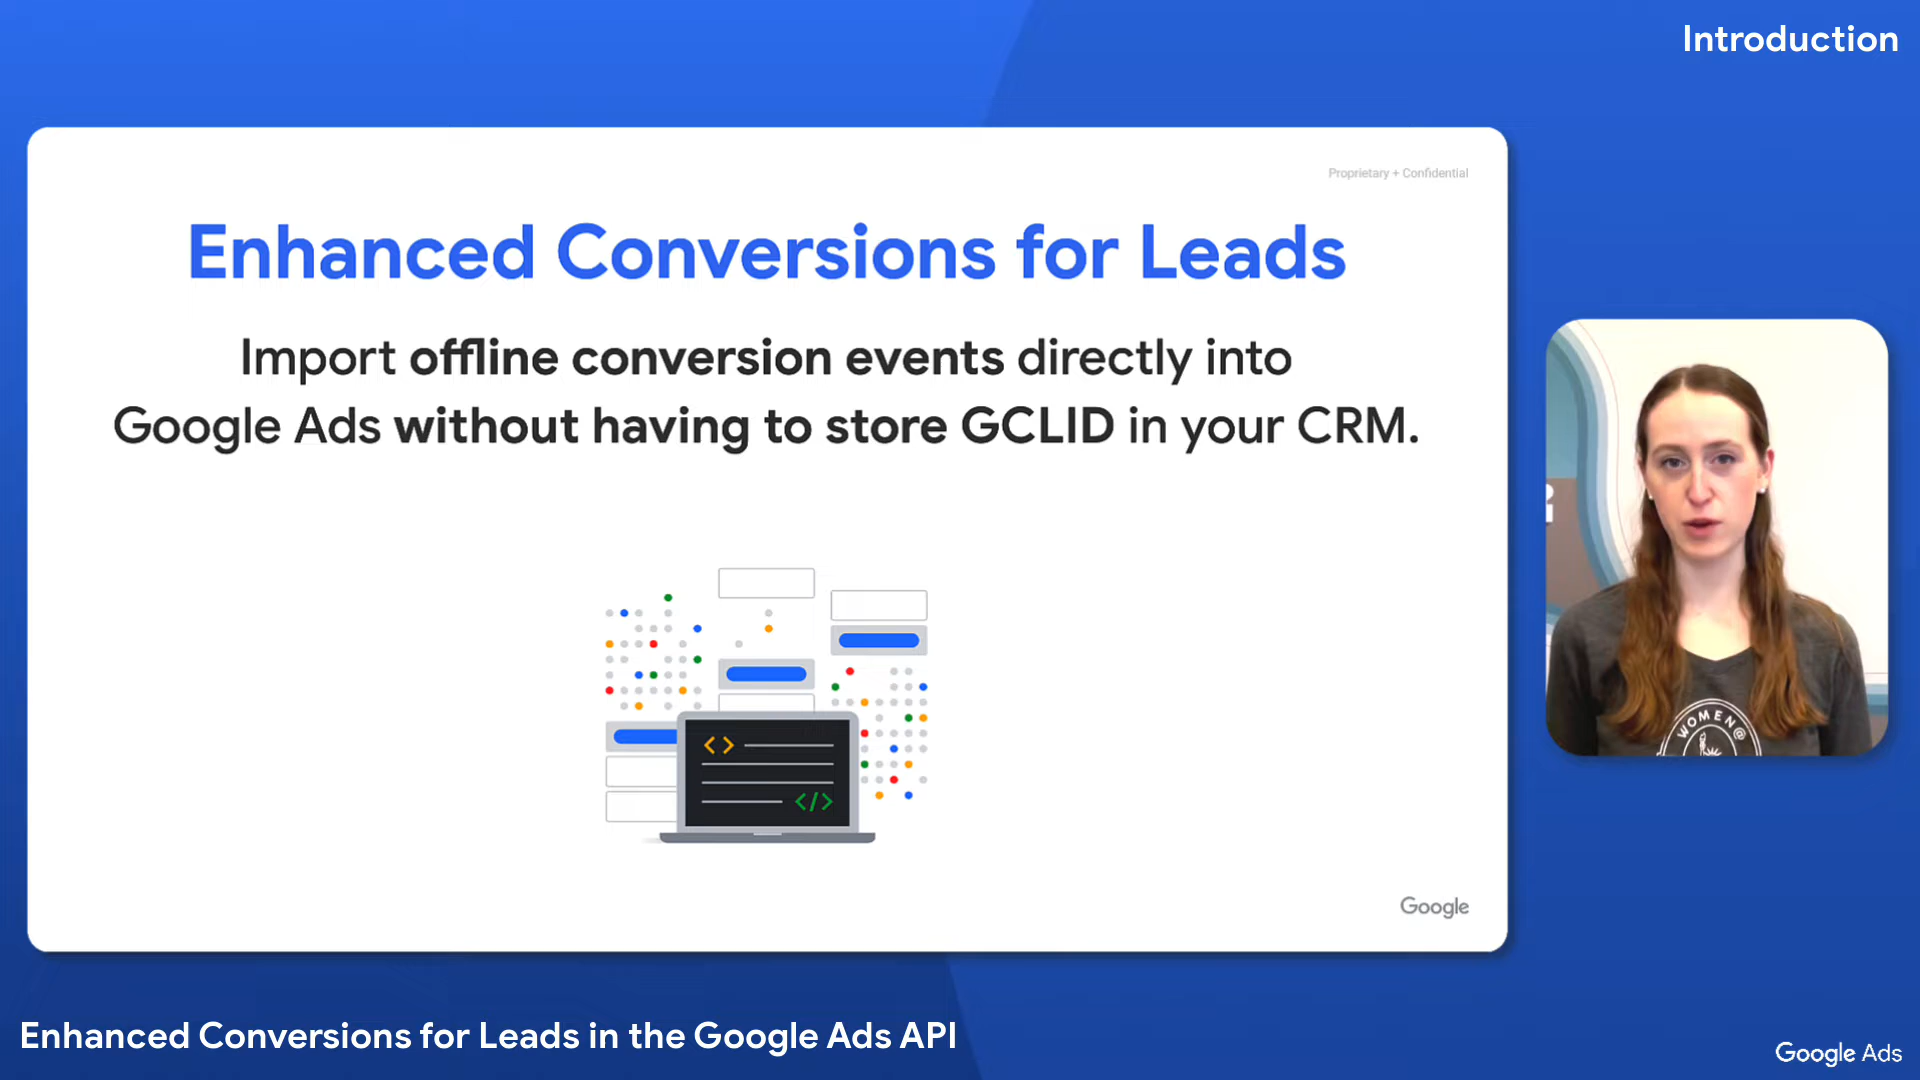 Introduction
Proprietary + Confidential
Enhanced Conversions for Leads
Import offline conversion events directly into
Google Ads without having to store GCLID in your CRM.
< >
</>
WOMEN@
Google
Enhanced Conversions for Leads in the Google Ads API
Google Ads